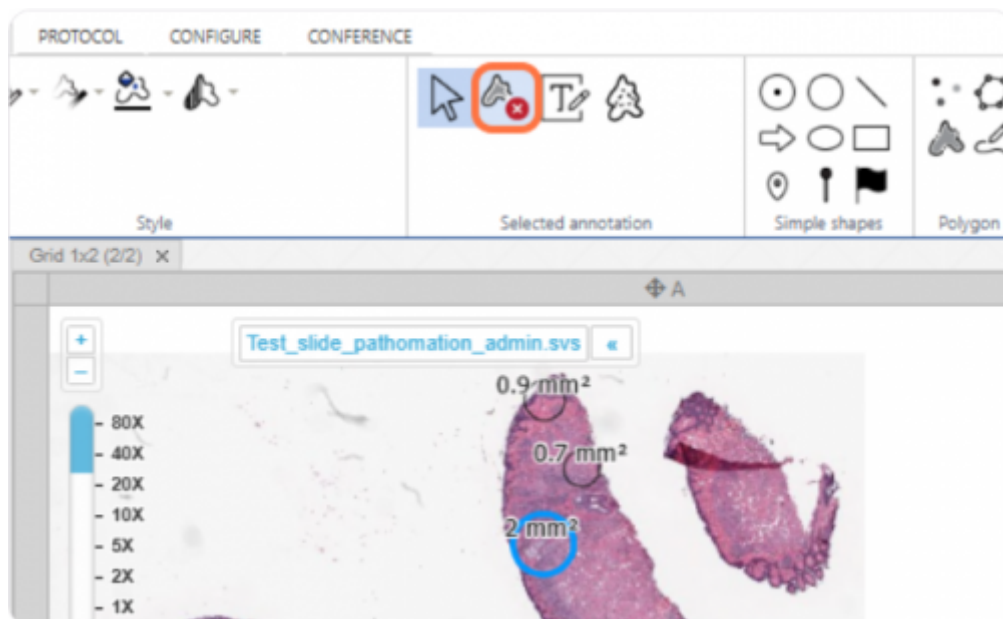 PROTOCOL CONFIGURE CONFERENCE
Style
Selected annotation
Simple shapes
Polygon
Grid 1x2 (2/2)
A
Test_slide_pathomation_admin.svs «
+
−
80X
40X
20X
10X
5X
2X
1X
0.9 mm²
0.7 mm²
2 mm²